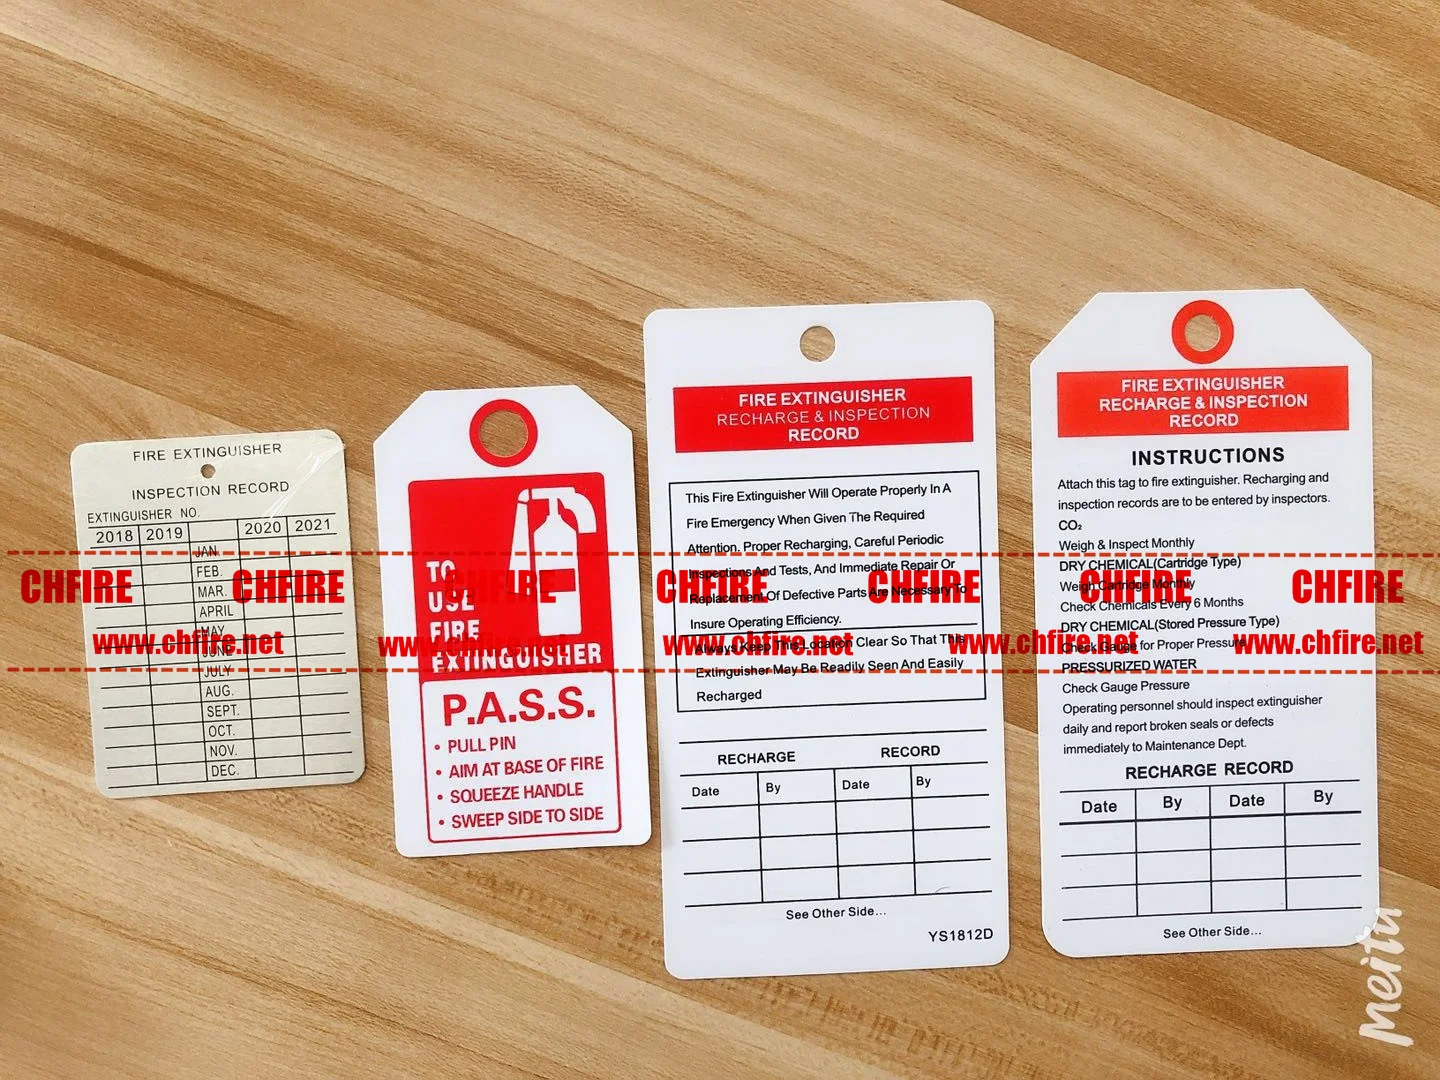 FIRE EXTINGUISHER
INSPECTION RECORD
EXTINGUISHER NO.
2018 2019 2020 2021
JAN.
FEB.
MAR.
APRIL
MAY
JUNE
JULY
AUG.
SEPT.
OCT.
NOV.
DEC.
TO
USE
FIRE
EXTINGUISHER
P.A.S.S.
• PULL PIN
• AIM AT BASE OF FIRE
• SQUEEZE HANDLE
• SWEEP SIDE TO SIDE
FIRE EXTINGUISHER
RECHARGE & INSPECTION
RECORD
This Fire Extinguisher Will Operate Properly In A
Fire Emergency When Given The Required
Attention. Proper Recharging, Careful Periodic
Inspections And Tests, And Immediate Repair Or
Replacement Of Defective Parts Are Necessary To
Insure Operating Efficiency.
Always Keep This Location Clear So That This
Extinguisher May Be Readily Seen And Easily
Recharged
RECHARGE RECORD
Date By Date By
See Other Side...
YS1812D
FIRE EXTINGUISHER
RECHARGE & INSPECTION
RECORD
INSTRUCTIONS
Attach this tag to fire extinguisher. Recharging and
inspection records are to be entered by inspectors.
CO₂
Weigh & Inspect Monthly
DRY CHEMICAL(Cartridge Type)
Weigh Cartridge Monthly
Check Chemicals Every 6 Months
DRY CHEMICAL(Stored Pressure Type)
Check Gauge for Proper Pressure
PRESSURIZED WATER
Check Gauge Pressure
Operating personnel should inspect extinguisher
daily and report broken seals or defects
immediately to Maintenance Dept.
RECHARGE RECORD
Date By Date By
See Other Side...
CHFIRE CHFIRE CHFIRE CHFIRE CHFIRE CHFIRE CHFIRE
www.chfire.net www.chfire.net www.chfire.net www.chfire.net www.chfire.net
meitu